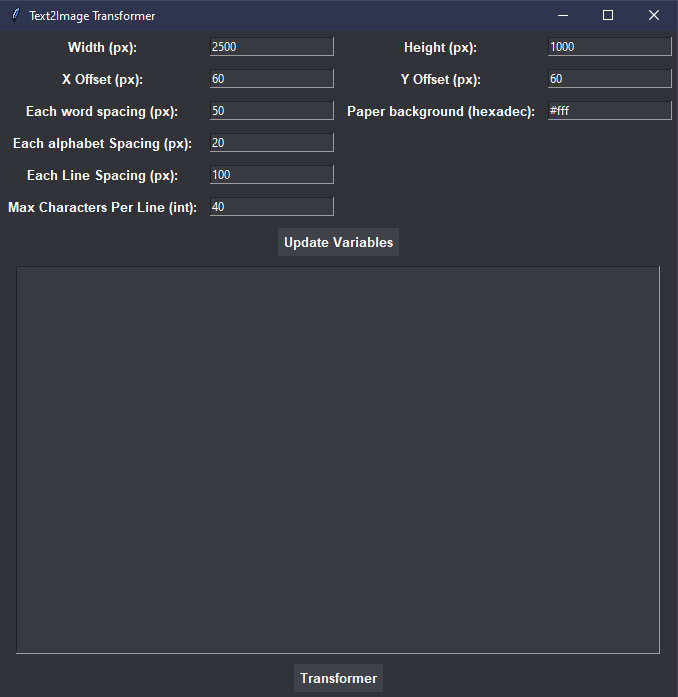 Text2Image Transformer
Width (px): 2500 Height (px): 1000
X Offset (px): 60 Y Offset (px): 60
Each word spacing (px): 50 Paper background (hexadec): #fff
Each alphabet Spacing (px): 20
Each Line Spacing (px): 100
Max Characters Per Line (int): 40
Update Variables
Transformer